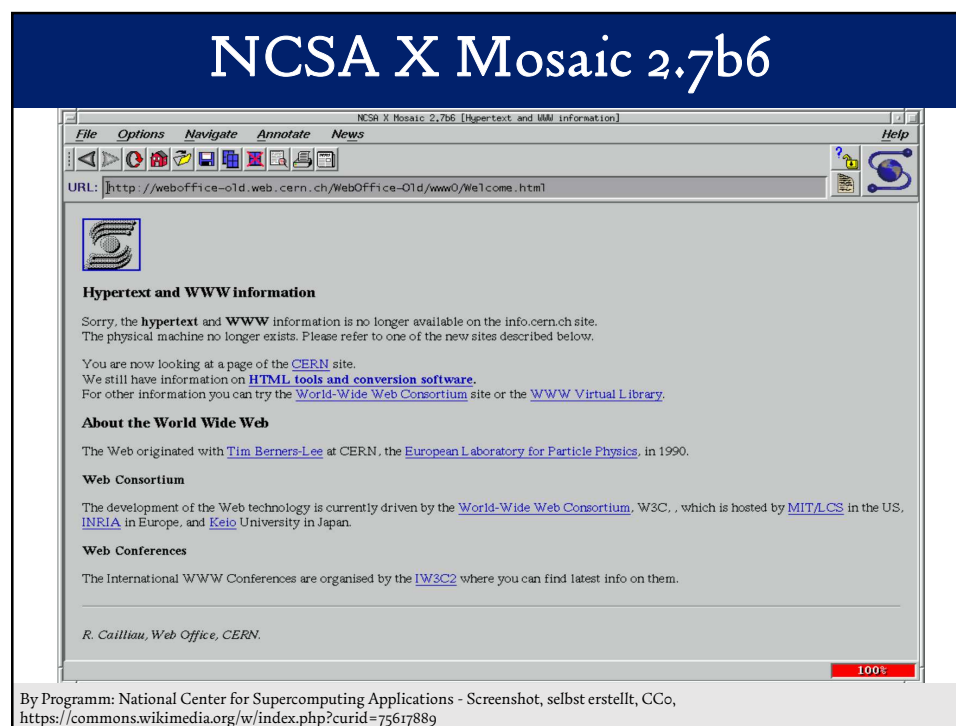 NCSA X Mosaic 2.7b6
NCSA X Mosaic 2.7b6 [Hypertext and WWW information]
File Options Navigate Annotate News Help
?
URL: http://weboffice-old.web.cern.ch/WebOffice-Old/www0/Welcome.html
Hypertext and WWW information
Sorry, the hypertext and WWW information is no longer available on the info.cern.ch site.
The physical machine no longer exists. Please refer to one of the new sites described below.
You are now looking at a page of the CERN site.
We still have information on HTML tools and conversion software.
For other information you can try the World-Wide Web Consortium site or the WWW Virtual Library.
About the World Wide Web
The Web originated with Tim Berners-Lee at CERN, the European Laboratory for Particle Physics, in 1990.
Web Consortium
The development of the Web technology is currently driven by the World-Wide Web Consortium, W3C, , which is hosted by MIT/LCS in the US,
INRIA in Europe, and Keio University in Japan.
Web Conferences
The International WWW Conferences are organised by the IW3C2 where you can find latest info on them.
R. Cailliau, Web Office, CERN.
100%
By Programm: National Center for Supercomputing Applications - Screenshot, selbst erstellt, CC0,
https://commons.wikimedia.org/w/index.php?curid=75617889